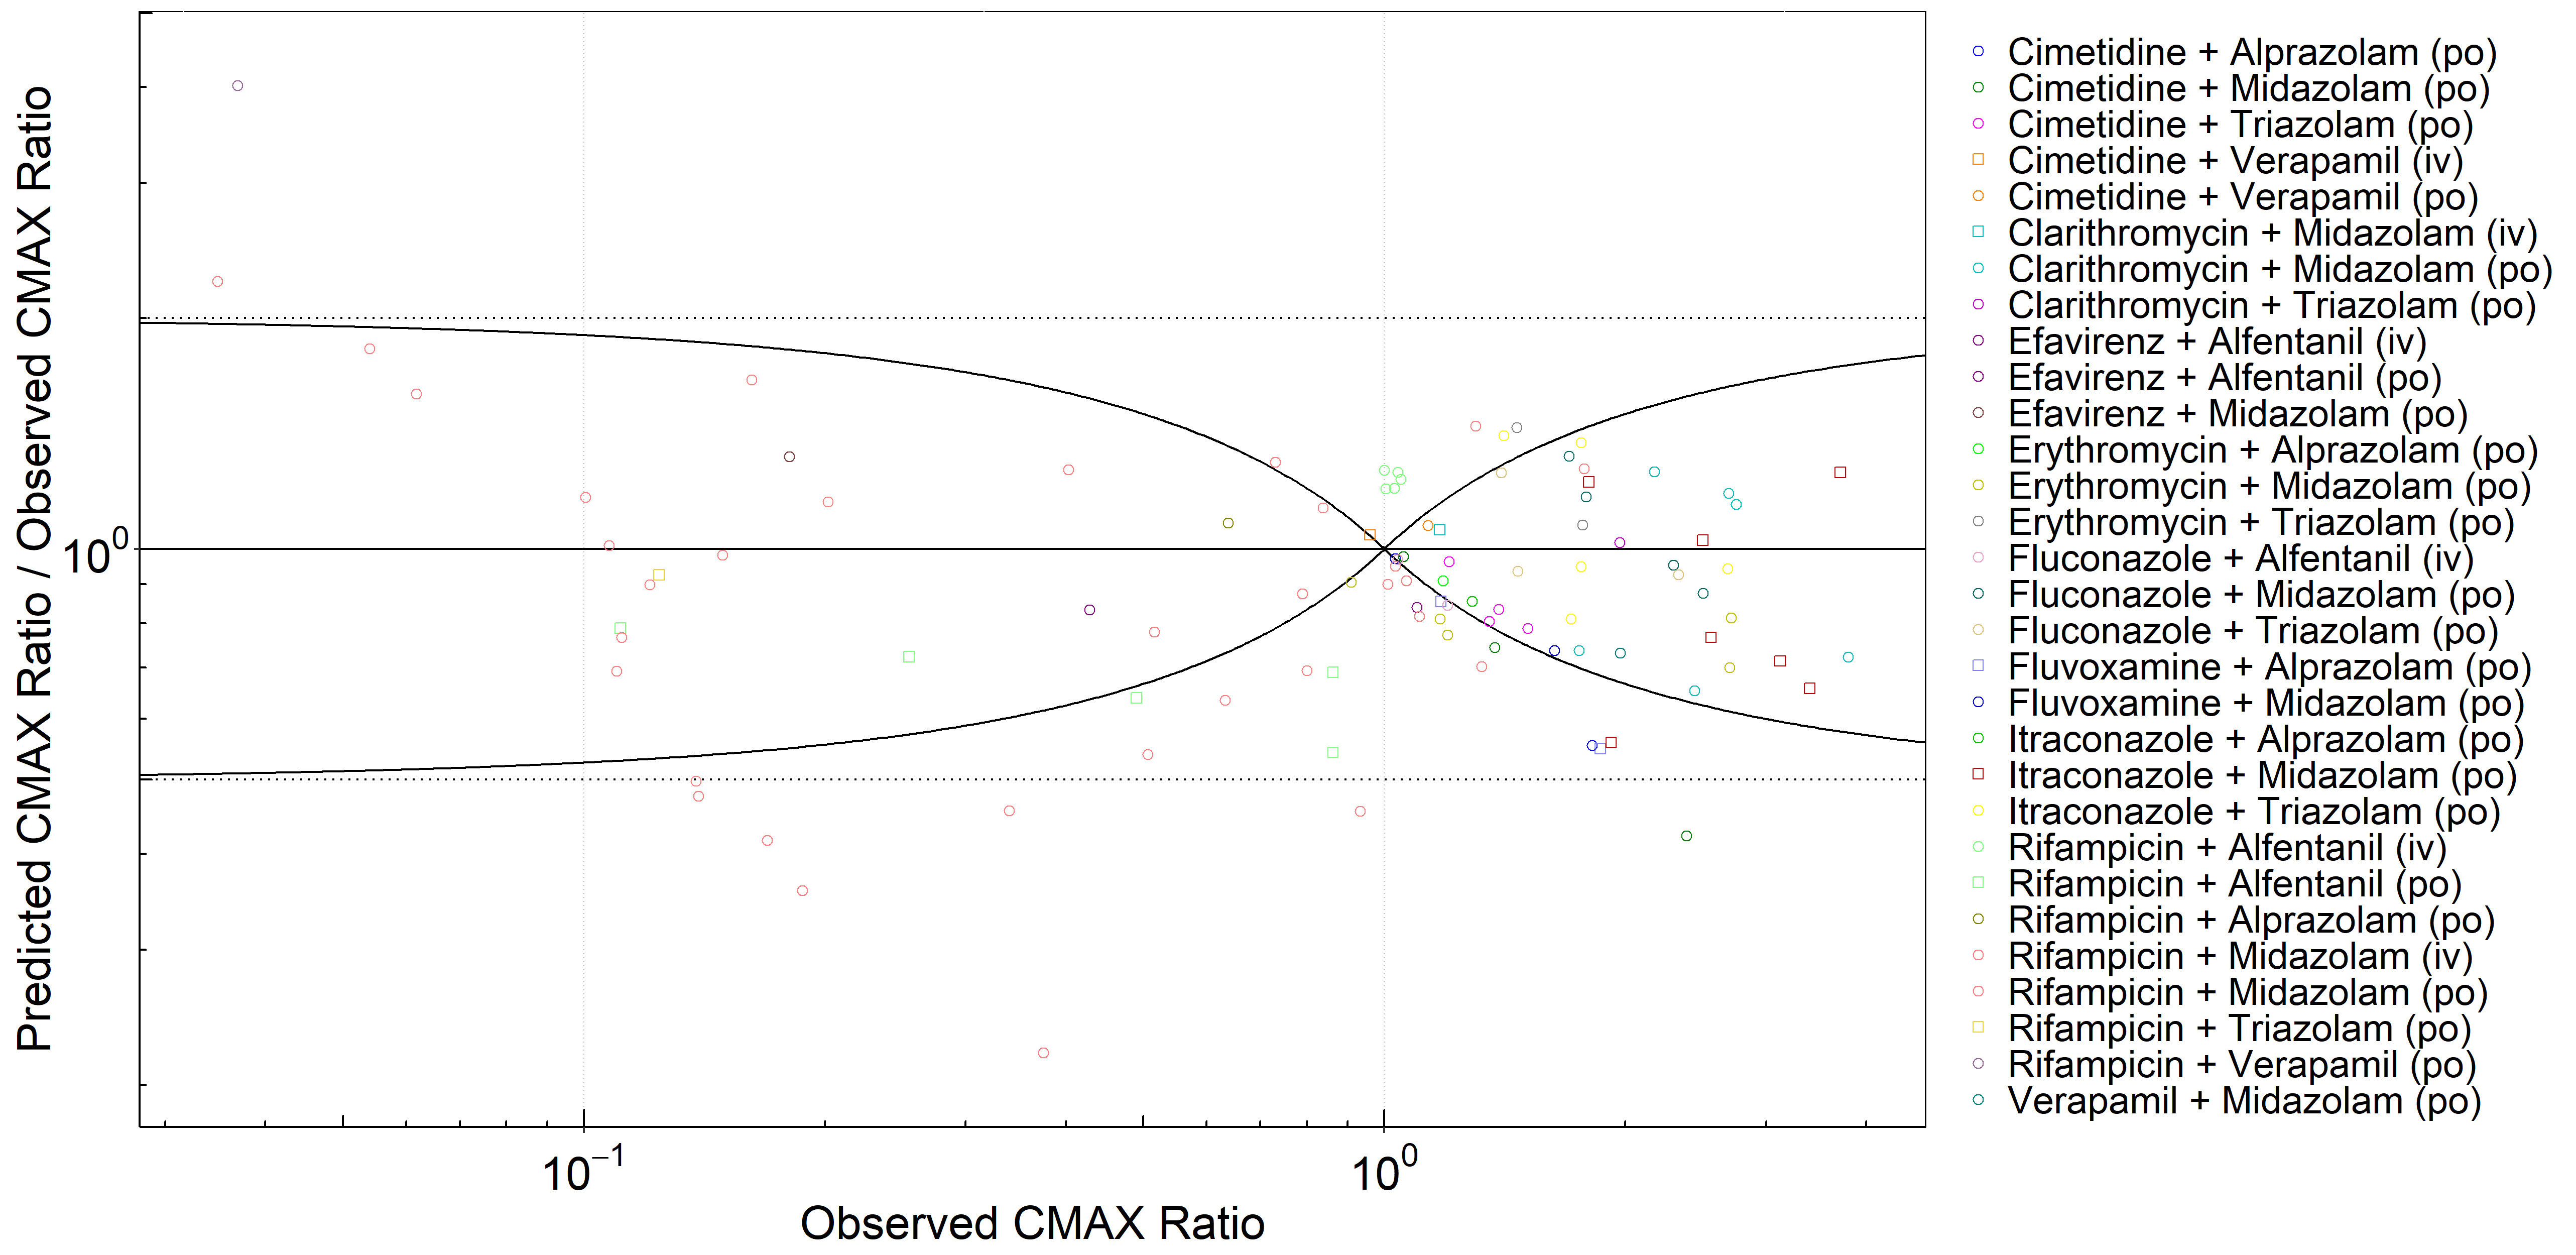 Predicted CMAX Ratio / Observed CMAX Ratio
10⁰
10⁻¹
10⁰
Observed CMAX Ratio
Cimetidine + Alprazolam (po)
Cimetidine + Midazolam (po)
Cimetidine + Triazolam (po)
Cimetidine + Verapamil (iv)
Cimetidine + Verapamil (po)
Clarithromycin + Midazolam (iv)
Clarithromycin + Midazolam (po)
Clarithromycin + Triazolam (po)
Efavirenz + Alfentanil (iv)
Efavirenz + Alfentanil (po)
Efavirenz + Midazolam (po)
Erythromycin + Alprazolam (po)
Erythromycin + Midazolam (po)
Erythromycin + Triazolam (po)
Fluconazole + Alfentanil (iv)
Fluconazole + Midazolam (po)
Fluconazole + Triazolam (po)
Fluvoxamine + Alprazolam (po)
Fluvoxamine + Midazolam (po)
Itraconazole + Alprazolam (po)
Itraconazole + Midazolam (po)
Itraconazole + Triazolam (po)
Rifampicin + Alfentanil (iv)
Rifampicin + Alfentanil (po)
Rifampicin + Alprazolam (po)
Rifampicin + Midazolam (iv)
Rifampicin + Midazolam (po)
Rifampicin + Triazolam (po)
Rifampicin + Verapamil (po)
Verapamil + Midazolam (po)